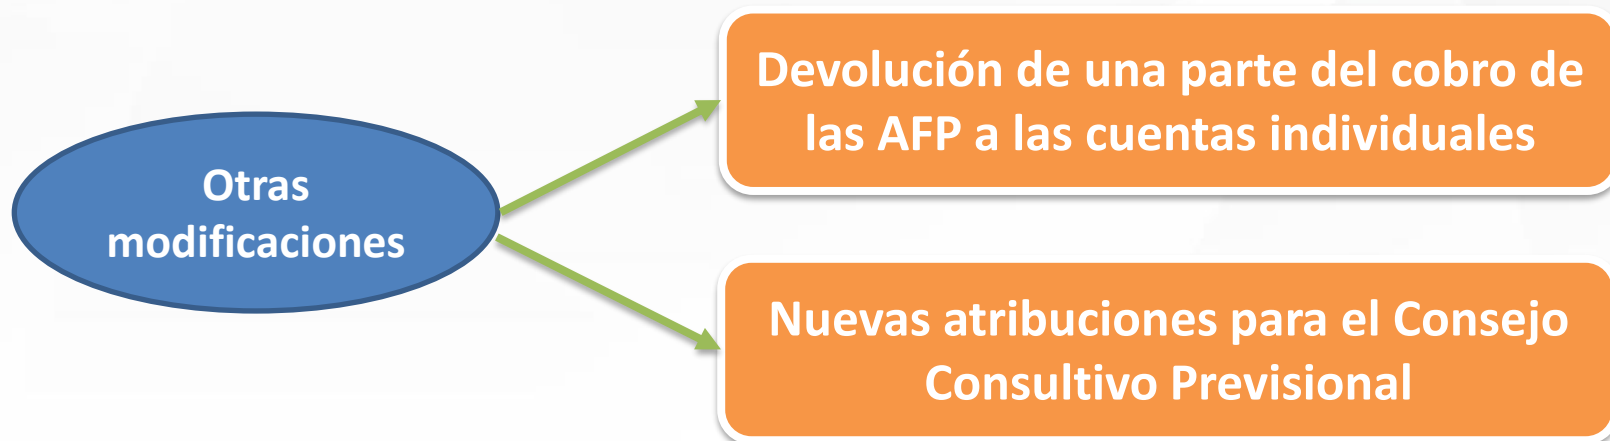 Otras
modificaciones
Devolución de una parte del cobro de
las AFP a las cuentas individuales
Nuevas atribuciones para el Consejo
Consultivo Previsional